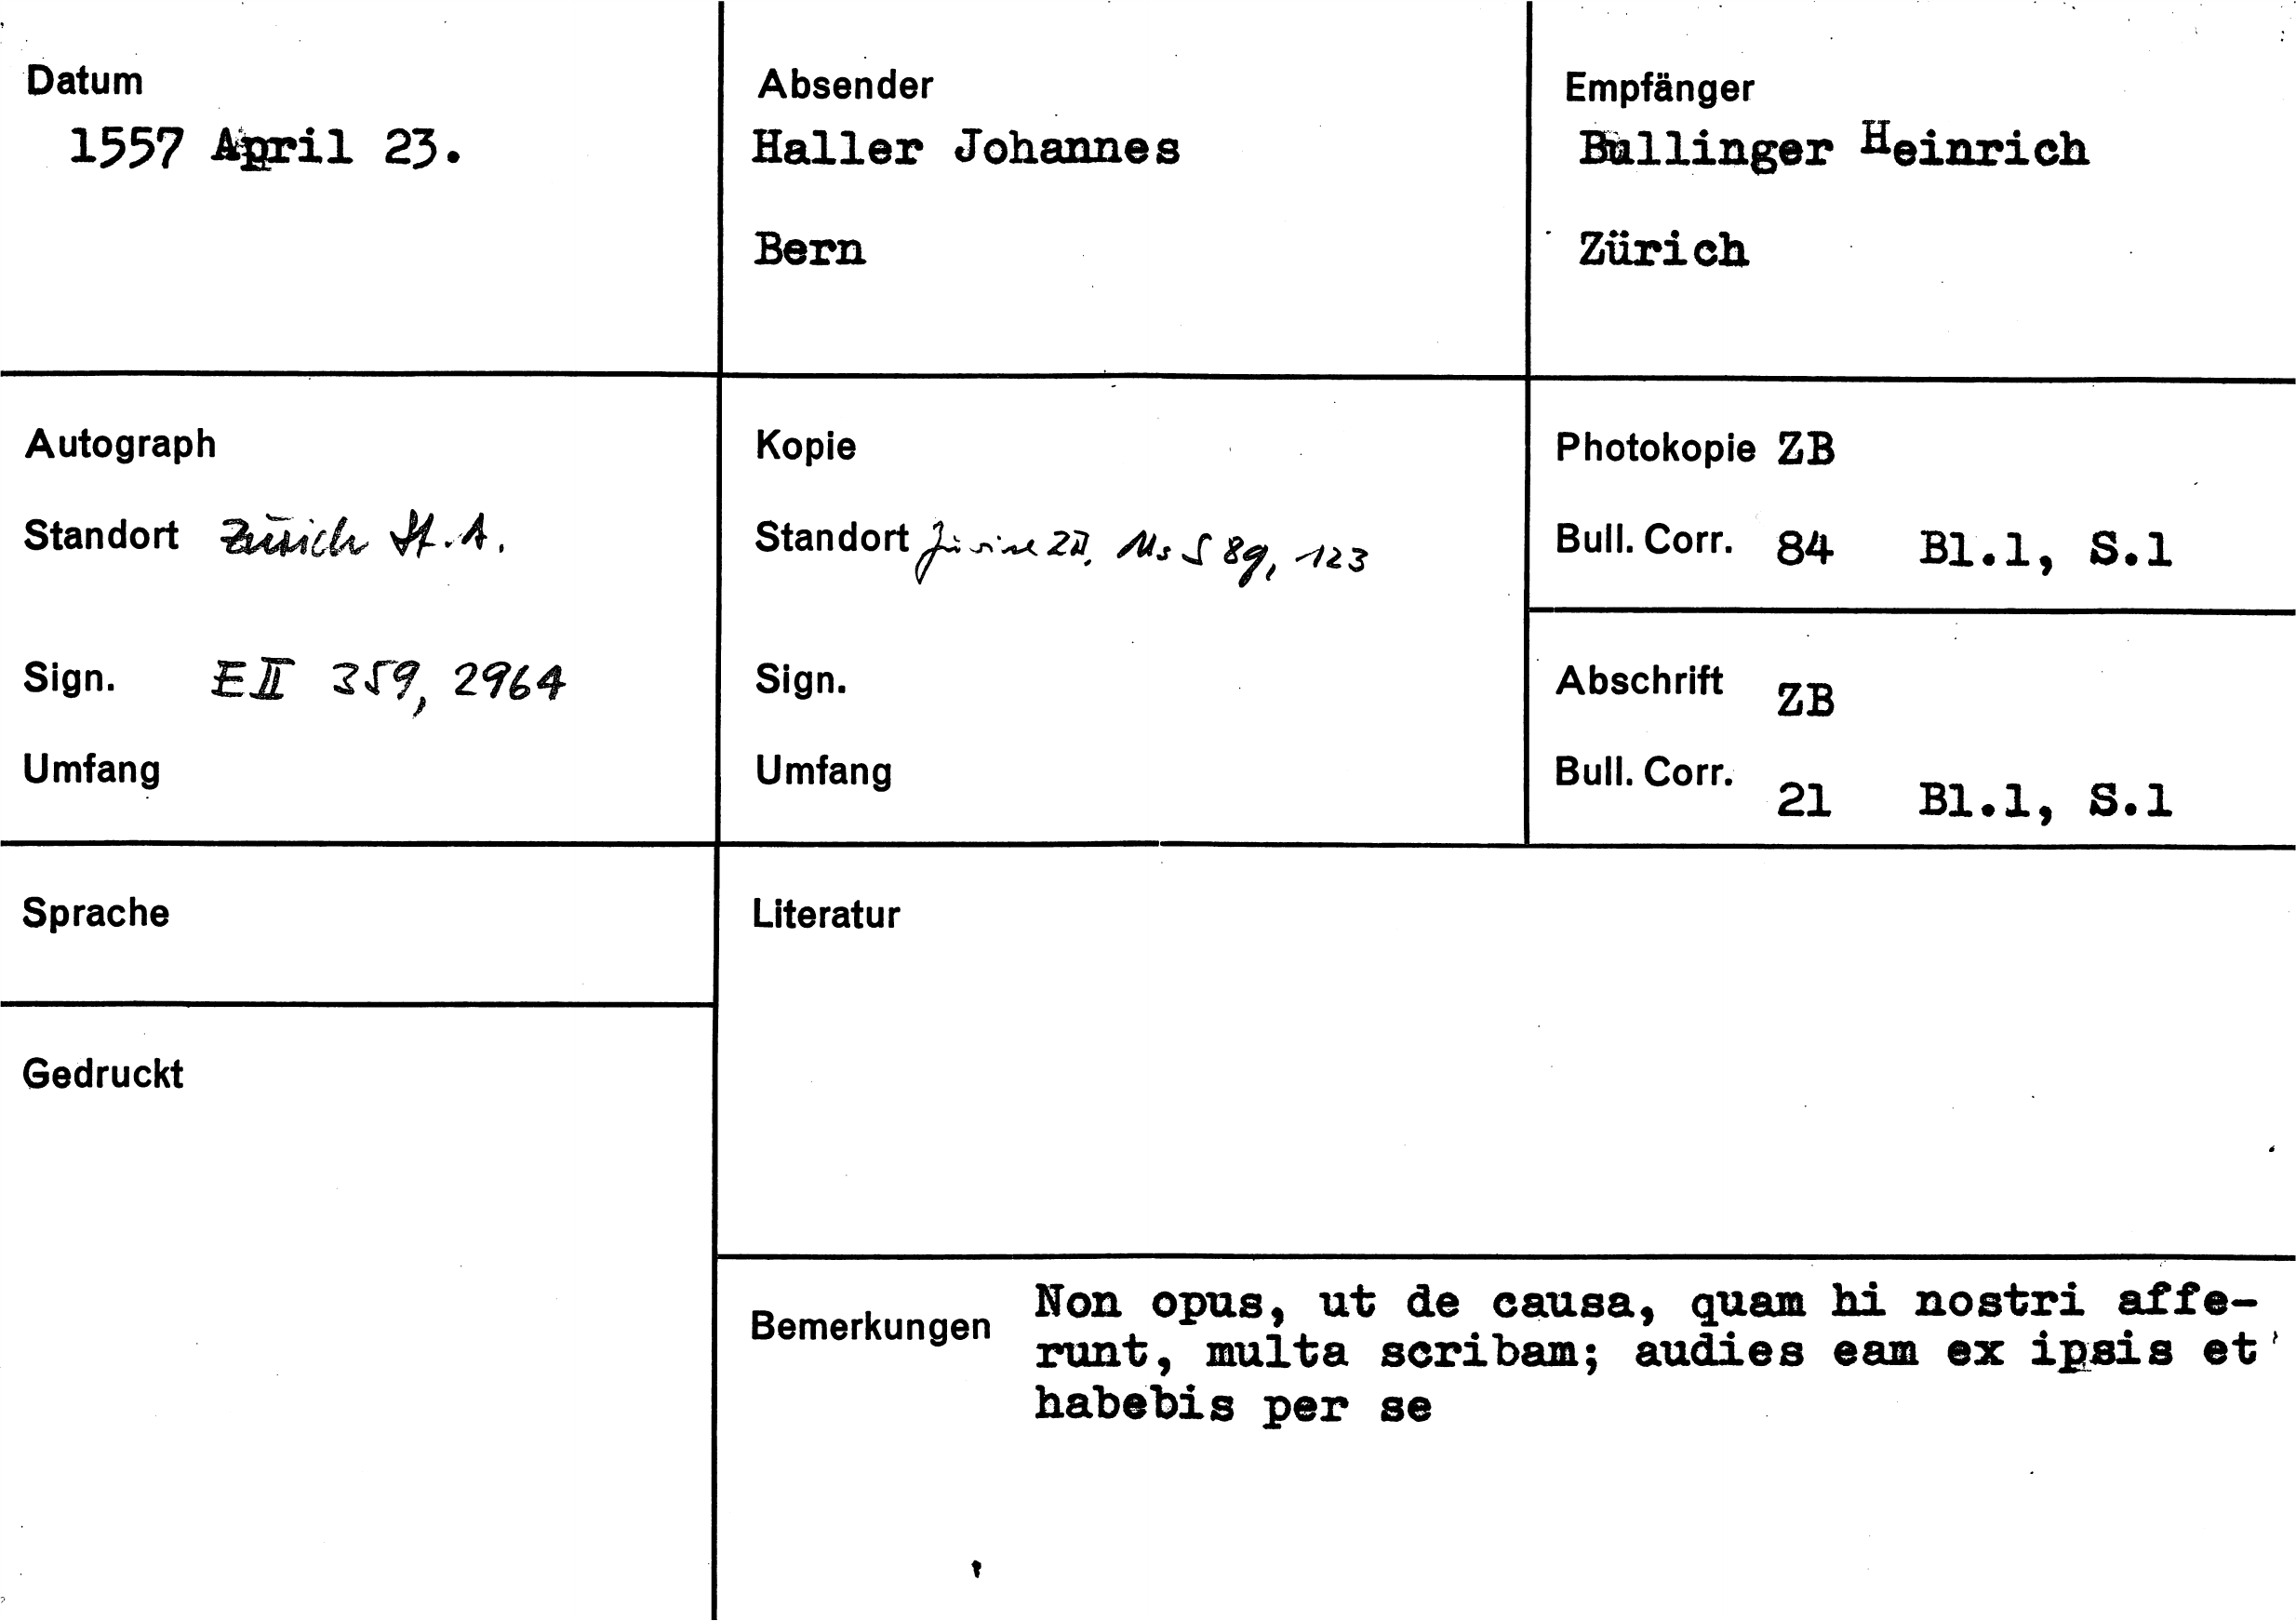 Datum
1557 April 23.
Absender
Haller Johannes
Bern
Empfänger
Bullinger Heinrich
Zürich
Autograph
Standort Zürich St.A.
Sign. E II 359, 2964
Umfang
Kopie
Standort Zürich ZB, Ms S 89, 123
Sign.
Umfang
Photokopie ZB
Bull. Corr. 84 Bl.1, S.1
Abschrift ZB
Bull. Corr. 21 Bl.1, S.1
Sprache
Literatur
Gedruckt
Bemerkungen
Non opus, ut de causa, quam hi nostri affe-
runt, multa scribam; audies eam ex ipsis et
habebis per se